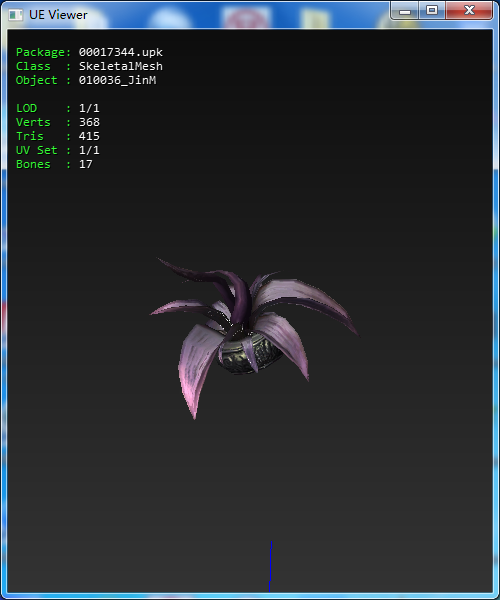 UE Viewer
Package: 00017344.upk
Class : SkeletalMesh
Object : 010036_JinM
LOD : 1/1
Verts : 368
Tris : 415
UV Set : 1/1
Bones : 17